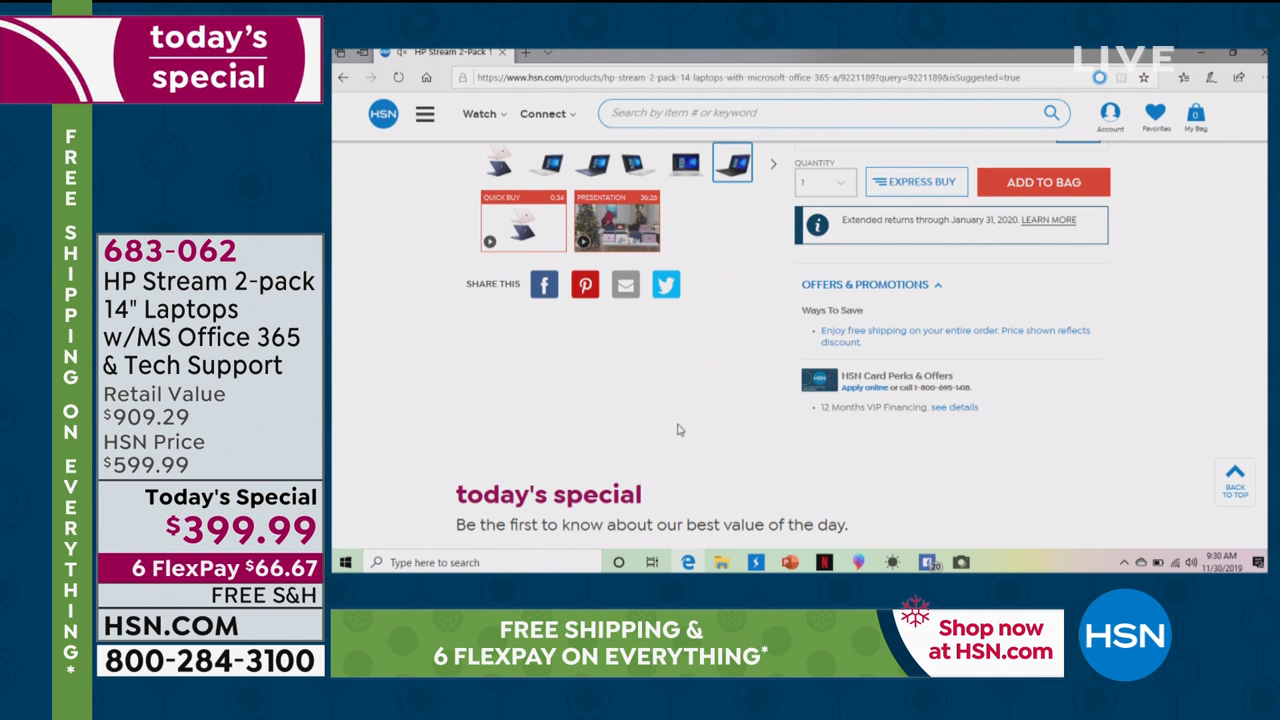 today's
special
FREE SHIPPING ON EVERYTHING*
683-062
HP Stream 2-pack
14" Laptops
w/MS Office 365
& Tech Support
Retail Value
$909.29
HSN Price
$599.99
Today's Special
$399.99
6 FlexPay $66.67
FREE S&H
HSN.COM
800-284-3100
LIVE
HP Stream 2-Pack 1
https://www.hsn.com/products/hp-stream-2-pack-14-laptops-with-microsoft-office-365-a/9221189?query=9221189&isSuggested=true
HSN
Watch
Connect
Search by item # or keyword
Account
Favorites
0
My Bag
QUANTITY
1
EXPRESS BUY
ADD TO BAG
QUICK BUY 0:34
PRESENTATION 36:26
Extended returns through January 31, 2020. LEARN MORE
SHARE THIS
OFFERS & PROMOTIONS
Ways To Save
Enjoy free shipping on your entire order. Price shown reflects
discount.
HSN
HSN Card Perks & Offers
Apply online or call 1-800-695-1418.
12 Months VIP Financing. see details
BACK
TO TOP
today's special
Be the first to know about our best value of the day.
Type here to search
20
9:30 AM
11/30/2019
FREE SHIPPING &
6 FLEXPAY ON EVERYTHING*
Shop now
at HSN.com
HSN